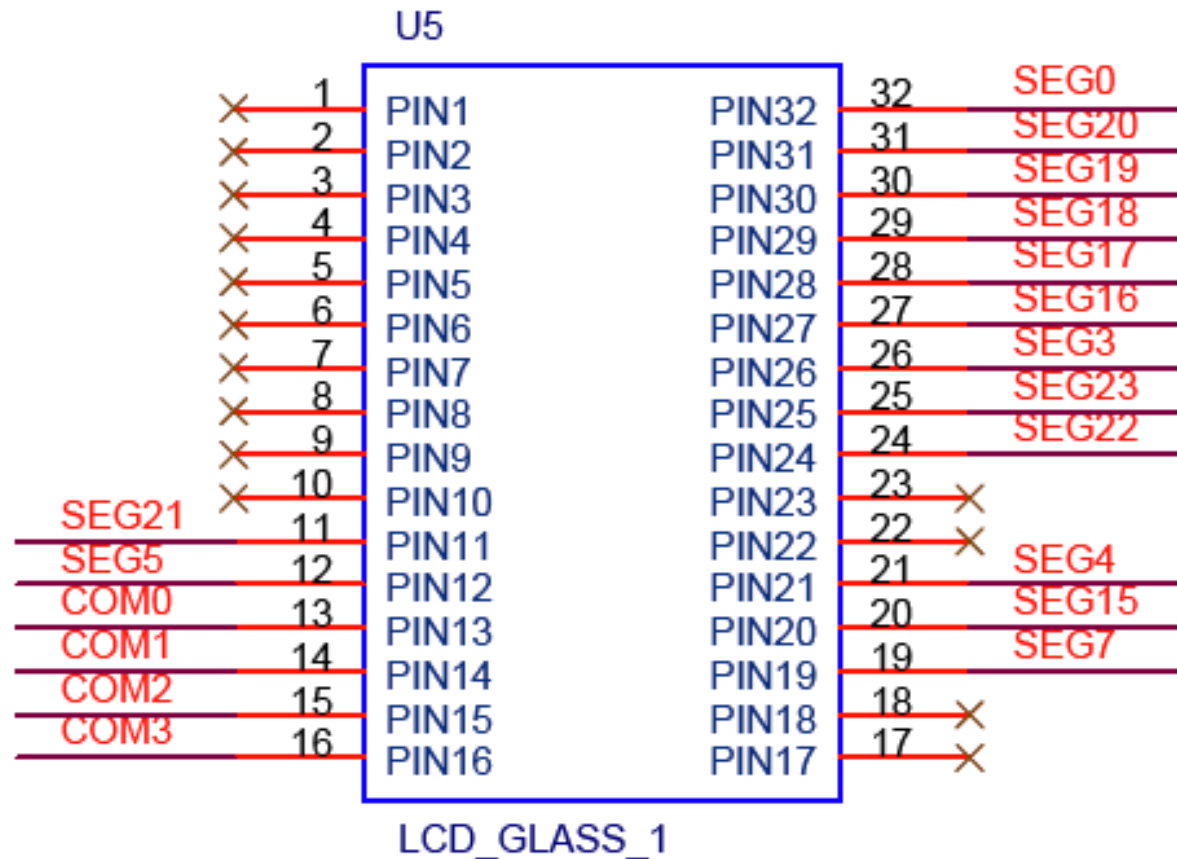 U5
1 PIN1 PIN32 32 SEG0
2 PIN2 PIN31 31 SEG20
3 PIN3 PIN30 30 SEG19
4 PIN4 PIN29 29 SEG18
5 PIN5 PIN28 28 SEG17
6 PIN6 PIN27 27 SEG16
7 PIN7 PIN26 26 SEG3
8 PIN8 PIN25 25 SEG23
9 PIN9 PIN24 24 SEG22
10 PIN10 PIN23 23
SEG21 11 PIN11 PIN22 22
SEG5 12 PIN12 PIN21 21 SEG4
COM0 13 PIN13 PIN20 20 SEG15
COM1 14 PIN14 PIN19 19 SEG7
COM2 15 PIN15 PIN18 18
COM3 16 PIN16 PIN17 17
LCD_GLASS_1